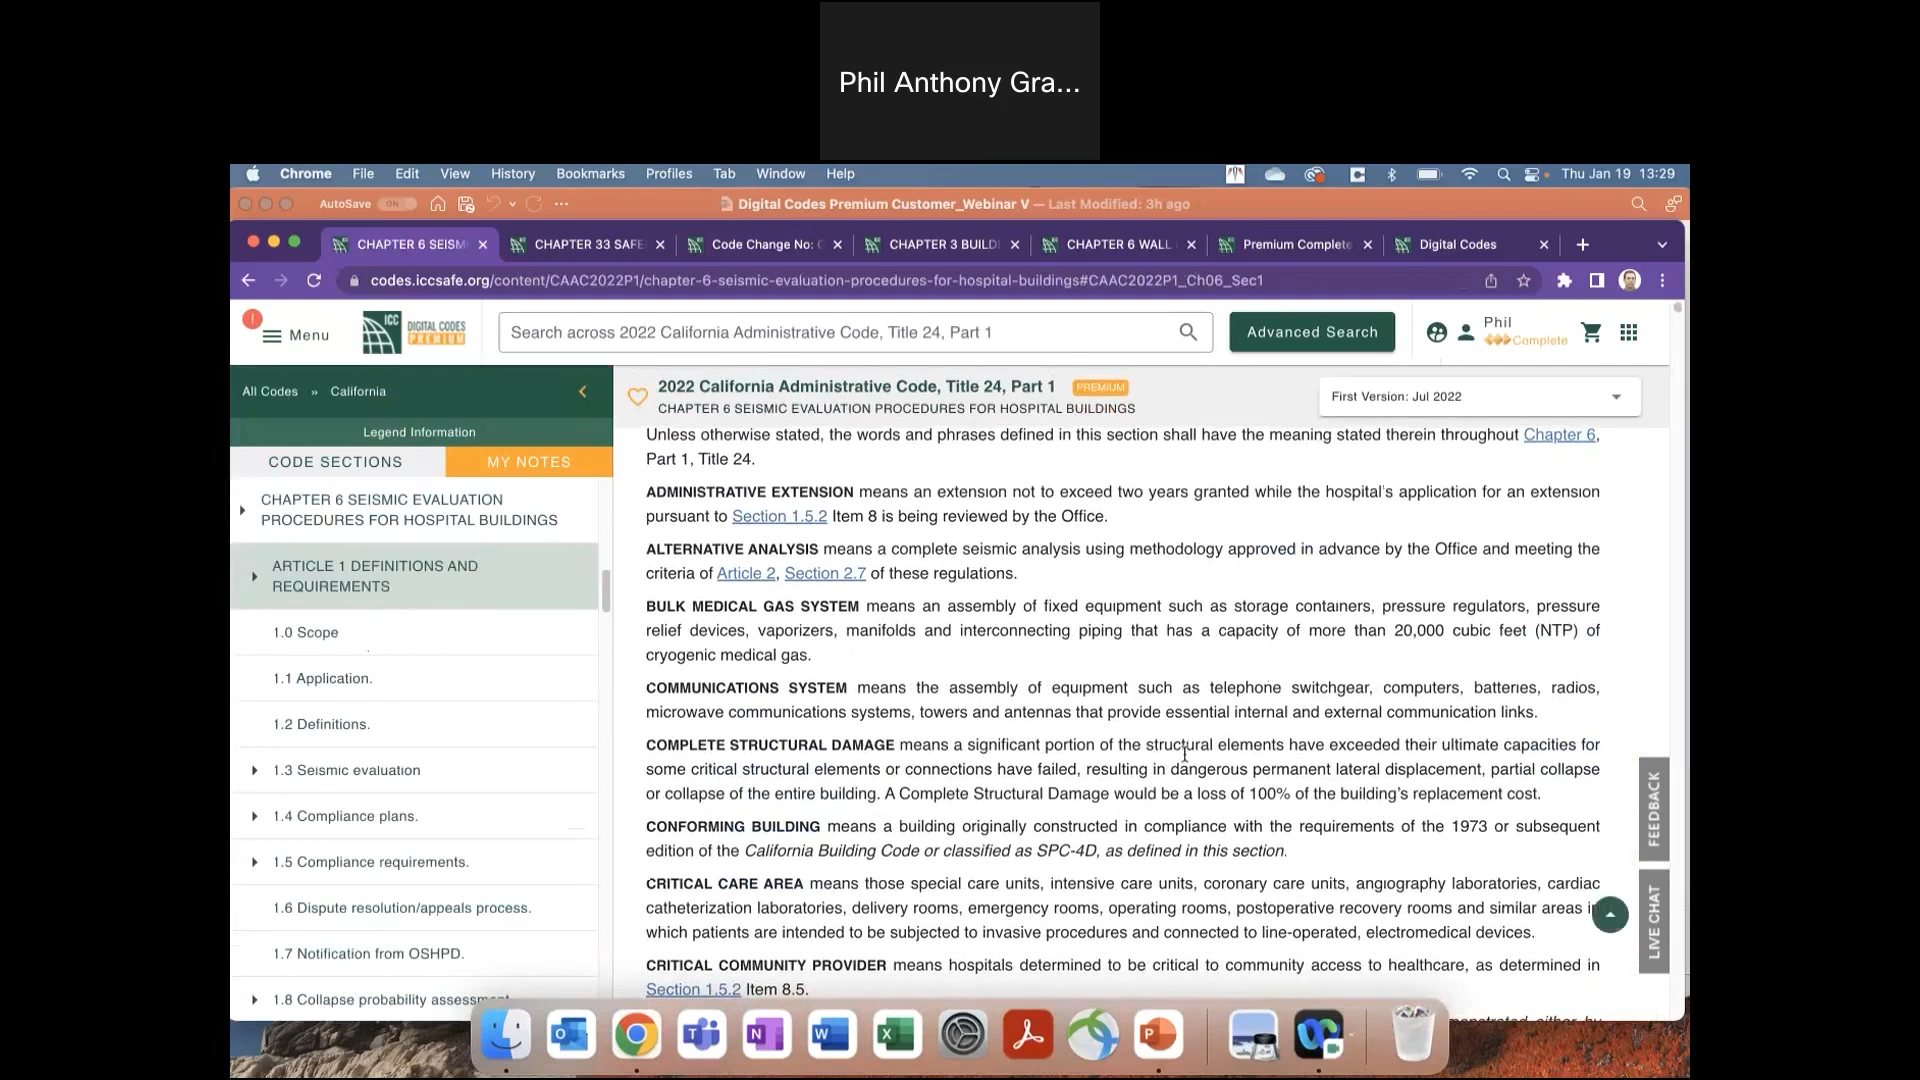 Phil Anthony Gra...
Chrome File Edit View History Bookmarks Profiles Tab Window Help Thu Jan 19 13:29
AutoSave ON Digital Codes Premium Customer_Webinar V — Last Modified: 3h ago
CHAPTER 6 SEISM CHAPTER 33 SAFE Code Change No: G CHAPTER 3 BUILD CHAPTER 6 WALL Premium Complete Digital Codes
codes.iccsafe.org/content/CAAC2022P1/chapter-6-seismic-evaluation-procedures-for-hospital-buildings#CAAC2022P1_Ch06_Sec1
Menu
ICC DIGITAL CODES PREMIUM
Search across 2022 California Administrative Code, Title 24, Part 1
Advanced Search
Phil
Complete
All Codes » California
Legend Information
CODE SECTIONS MY NOTES
CHAPTER 6 SEISMIC EVALUATION
PROCEDURES FOR HOSPITAL BUILDINGS
ARTICLE 1 DEFINITIONS AND
REQUIREMENTS
1.0 Scope
1.1 Application.
1.2 Definitions.
1.3 Seismic evaluation
1.4 Compliance plans.
1.5 Compliance requirements.
1.6 Dispute resolution/appeals process.
1.7 Notification from OSHPD.
1.8 Collapse probability assessment
2022 California Administrative Code, Title 24, Part 1 PREMIUM
CHAPTER 6 SEISMIC EVALUATION PROCEDURES FOR HOSPITAL BUILDINGS
First Version: Jul 2022
Unless otherwise stated, the words and phrases defined in this section shall have the meaning stated therein throughout Chapter 6,
Part 1, Title 24.
ADMINISTRATIVE EXTENSION means an extension not to exceed two years granted while the hospital's application for an extension
pursuant to Section 1.5.2 Item 8 is being reviewed by the Office.
ALTERNATIVE ANALYSIS means a complete seismic analysis using methodology approved in advance by the Office and meeting the
criteria of Article 2, Section 2.7 of these regulations.
BULK MEDICAL GAS SYSTEM means an assembly of fixed equipment such as storage containers, pressure regulators, pressure
relief devices, vaporizers, manifolds and interconnecting piping that has a capacity of more than 20,000 cubic feet (NTP) of
cryogenic medical gas.
COMMUNICATIONS SYSTEM means the assembly of equipment such as telephone switchgear, computers, batteries, radios,
microwave communications systems, towers and antennas that provide essential internal and external communication links.
COMPLETE STRUCTURAL DAMAGE means a significant portion of the structural elements have exceeded their ultimate capacities for
some critical structural elements or connections have failed, resulting in dangerous permanent lateral displacement, partial collapse
or collapse of the entire building. A Complete Structural Damage would be a loss of 100% of the building's replacement cost.
CONFORMING BUILDING means a building originally constructed in compliance with the requirements of the 1973 or subsequent
edition of the California Building Code or classified as SPC-4D, as defined in this section.
CRITICAL CARE AREA means those special care units, intensive care units, coronary care units, angiography laboratories, cardiac
catheterization laboratories, delivery rooms, emergency rooms, operating rooms, postoperative recovery rooms and similar areas in
which patients are intended to be subjected to invasive procedures and connected to line-operated, electromedical devices.
CRITICAL COMMUNITY PROVIDER means hospitals determined to be critical to community access to healthcare, as determined in
Section 1.5.2 Item 8.5.
FEEDBACK
LIVE CHAT